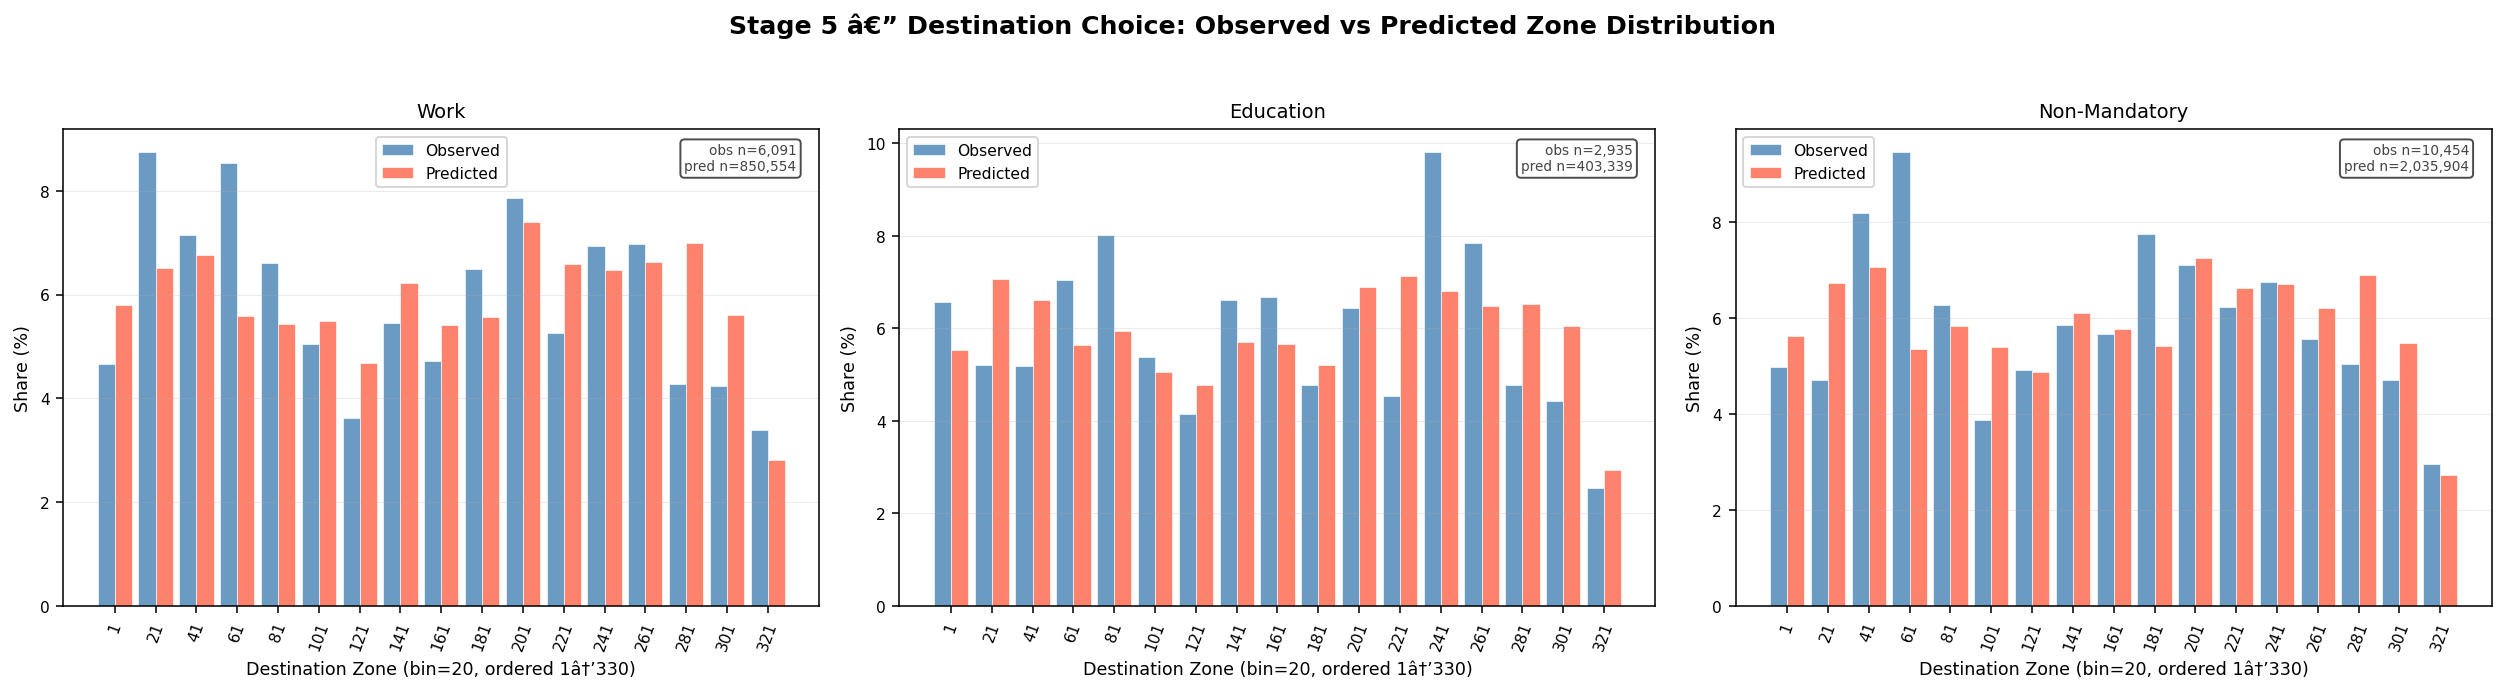 Stage 5 â€” Destination Choice: Observed vs Predicted Zone Distribution
Work
Observed
Predicted
obs n=6,091
pred n=850,554
Share (%)
8
6
4
2
0
1 21 41 61 81 101 121 141 161 181 201 221 241 261 281 301 321
Destination Zone (bin=20, ordered 1â†’330)
Education
Observed
Predicted
obs n=2,935
pred n=403,339
Share (%)
10
8
6
4
2
0
1 21 41 61 81 101 121 141 161 181 201 221 241 261 281 301 321
Destination Zone (bin=20, ordered 1â†’330)
Non-Mandatory
Observed
Predicted
obs n=10,454
pred n=2,035,904
Share (%)
8
6
4
2
0
1 21 41 61 81 101 121 141 161 181 201 221 241 261 281 301 321
Destination Zone (bin=20, ordered 1â†’330)